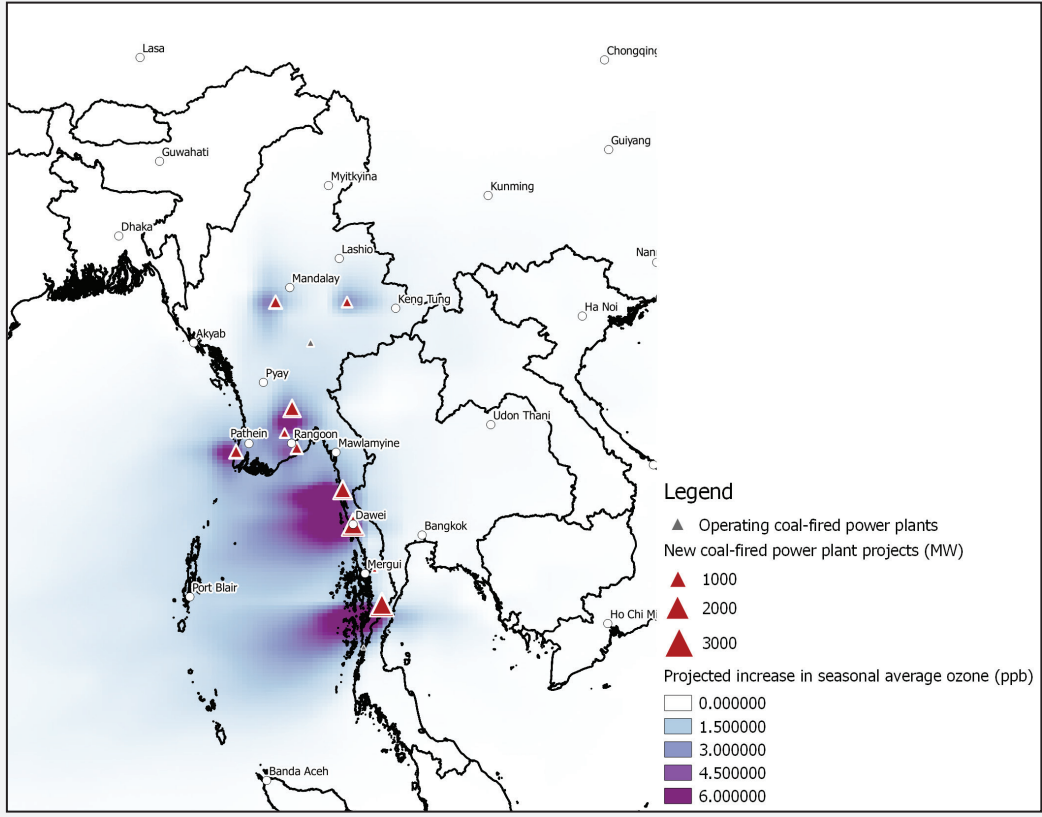 Lasa
Chongqing
Guiyang
Guwahati
Myitkyina
Kunming
Dhaka
Lashio
Nan
Mandalay
Keng Tung
Ha Noi
Akyab
Pyay
Udon Thani
Pathein
Rangoon
Mawlamyine
Dawei
Bangkok
Mergui
Port Blair
Ho Chi M
Banda Aceh
Legend
Operating coal-fired power plants
New coal-fired power plant projects (MW)
1000
2000
3000
Projected increase in seasonal average ozone (ppb)
0.000000
1.500000
3.000000
4.500000
6.000000